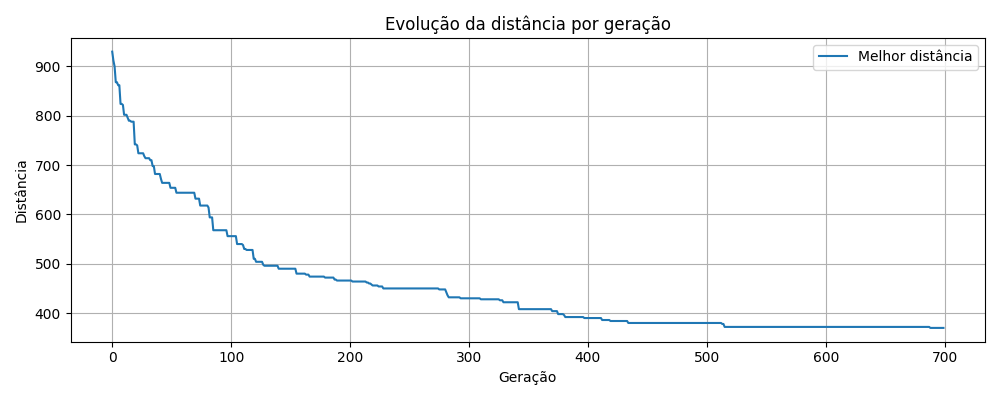 Evolução da distância por geração
Melhor distância
Distância
900
800
700
600
500
400
0 100 200 300 400 500 600 700
Geração